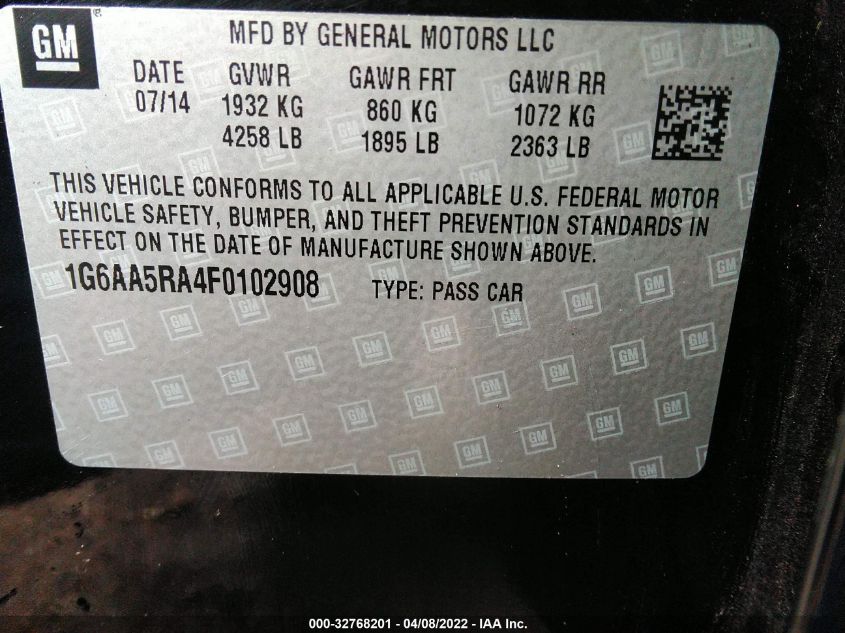 GM
MFD BY GENERAL MOTORS LLC
DATE GVWR GAWR FRT GAWR RR
07/14 1932 KG 860 KG 1072 KG
4258 LB 1895 LB 2363 LB
THIS VEHICLE CONFORMS TO ALL APPLICABLE U.S. FEDERAL MOTOR
VEHICLE SAFETY, BUMPER, AND THEFT PREVENTION STANDARDS IN
EFFECT ON THE DATE OF MANUFACTURE SHOWN ABOVE.
1G6AA5RA4F0102908 TYPE: PASS CAR
000-32768201 - 04/08/2022 - IAA Inc.